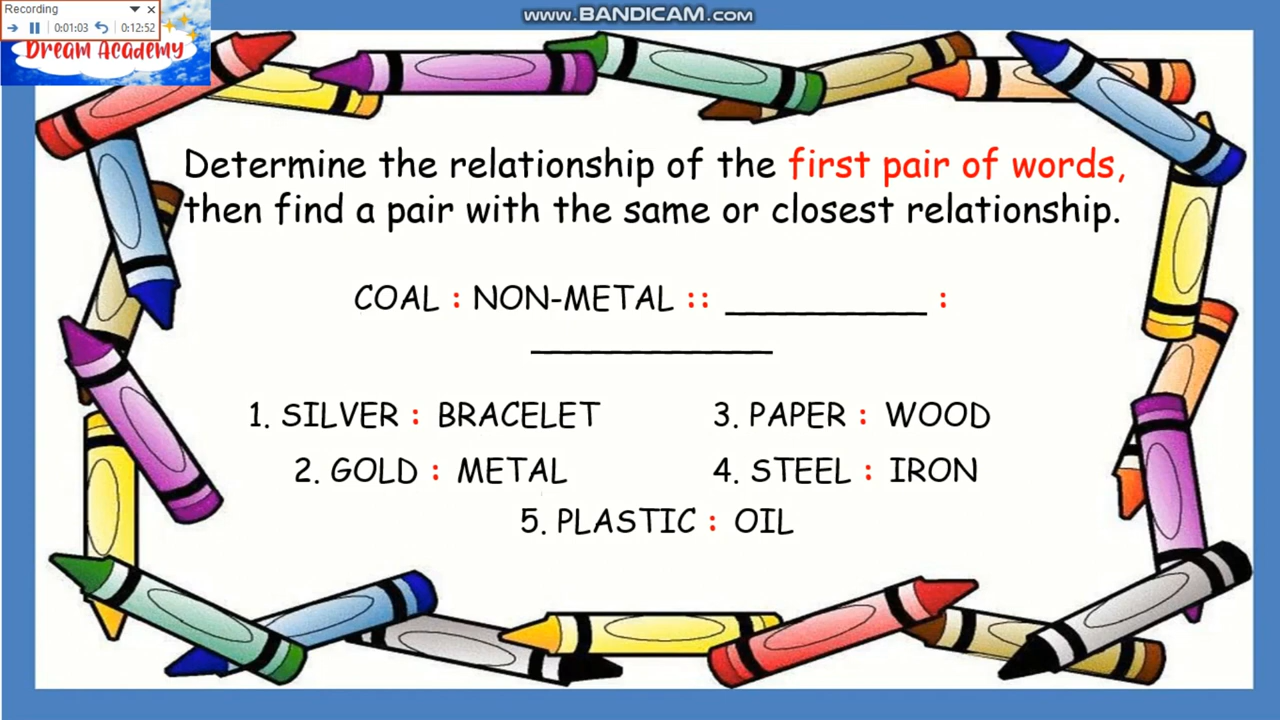 Recording
0:01:03
0:12:52
www.BANDICAM.com
Dream Academy
Determine the relationship of the first pair of words,
then find a pair with the same or closest relationship.
COAL : NON-METAL :: ___________ :
_____________
1. SILVER : BRACELET
3. PAPER : WOOD
2. GOLD : METAL
4. STEEL : IRON
5. PLASTIC : OIL